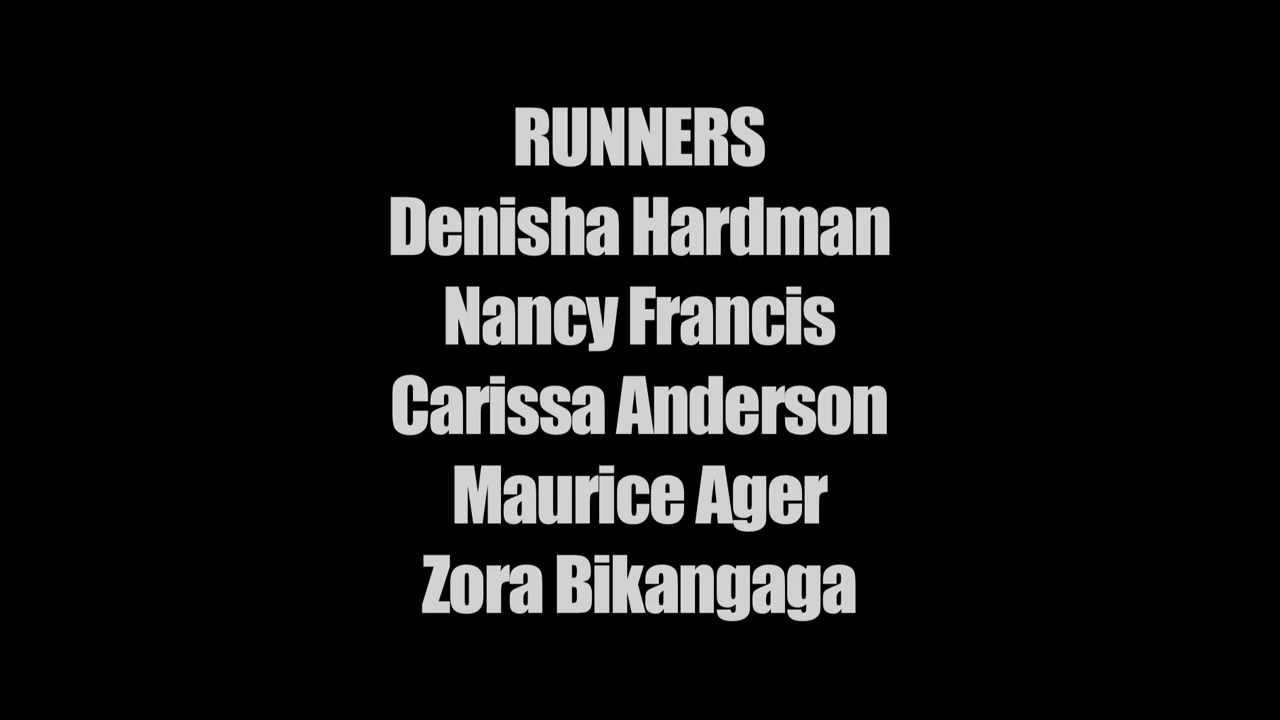 RUNNERS
Denisha Hardman
Nancy Francis
Carissa Anderson
Maurice Ager
Zora Bikangaga